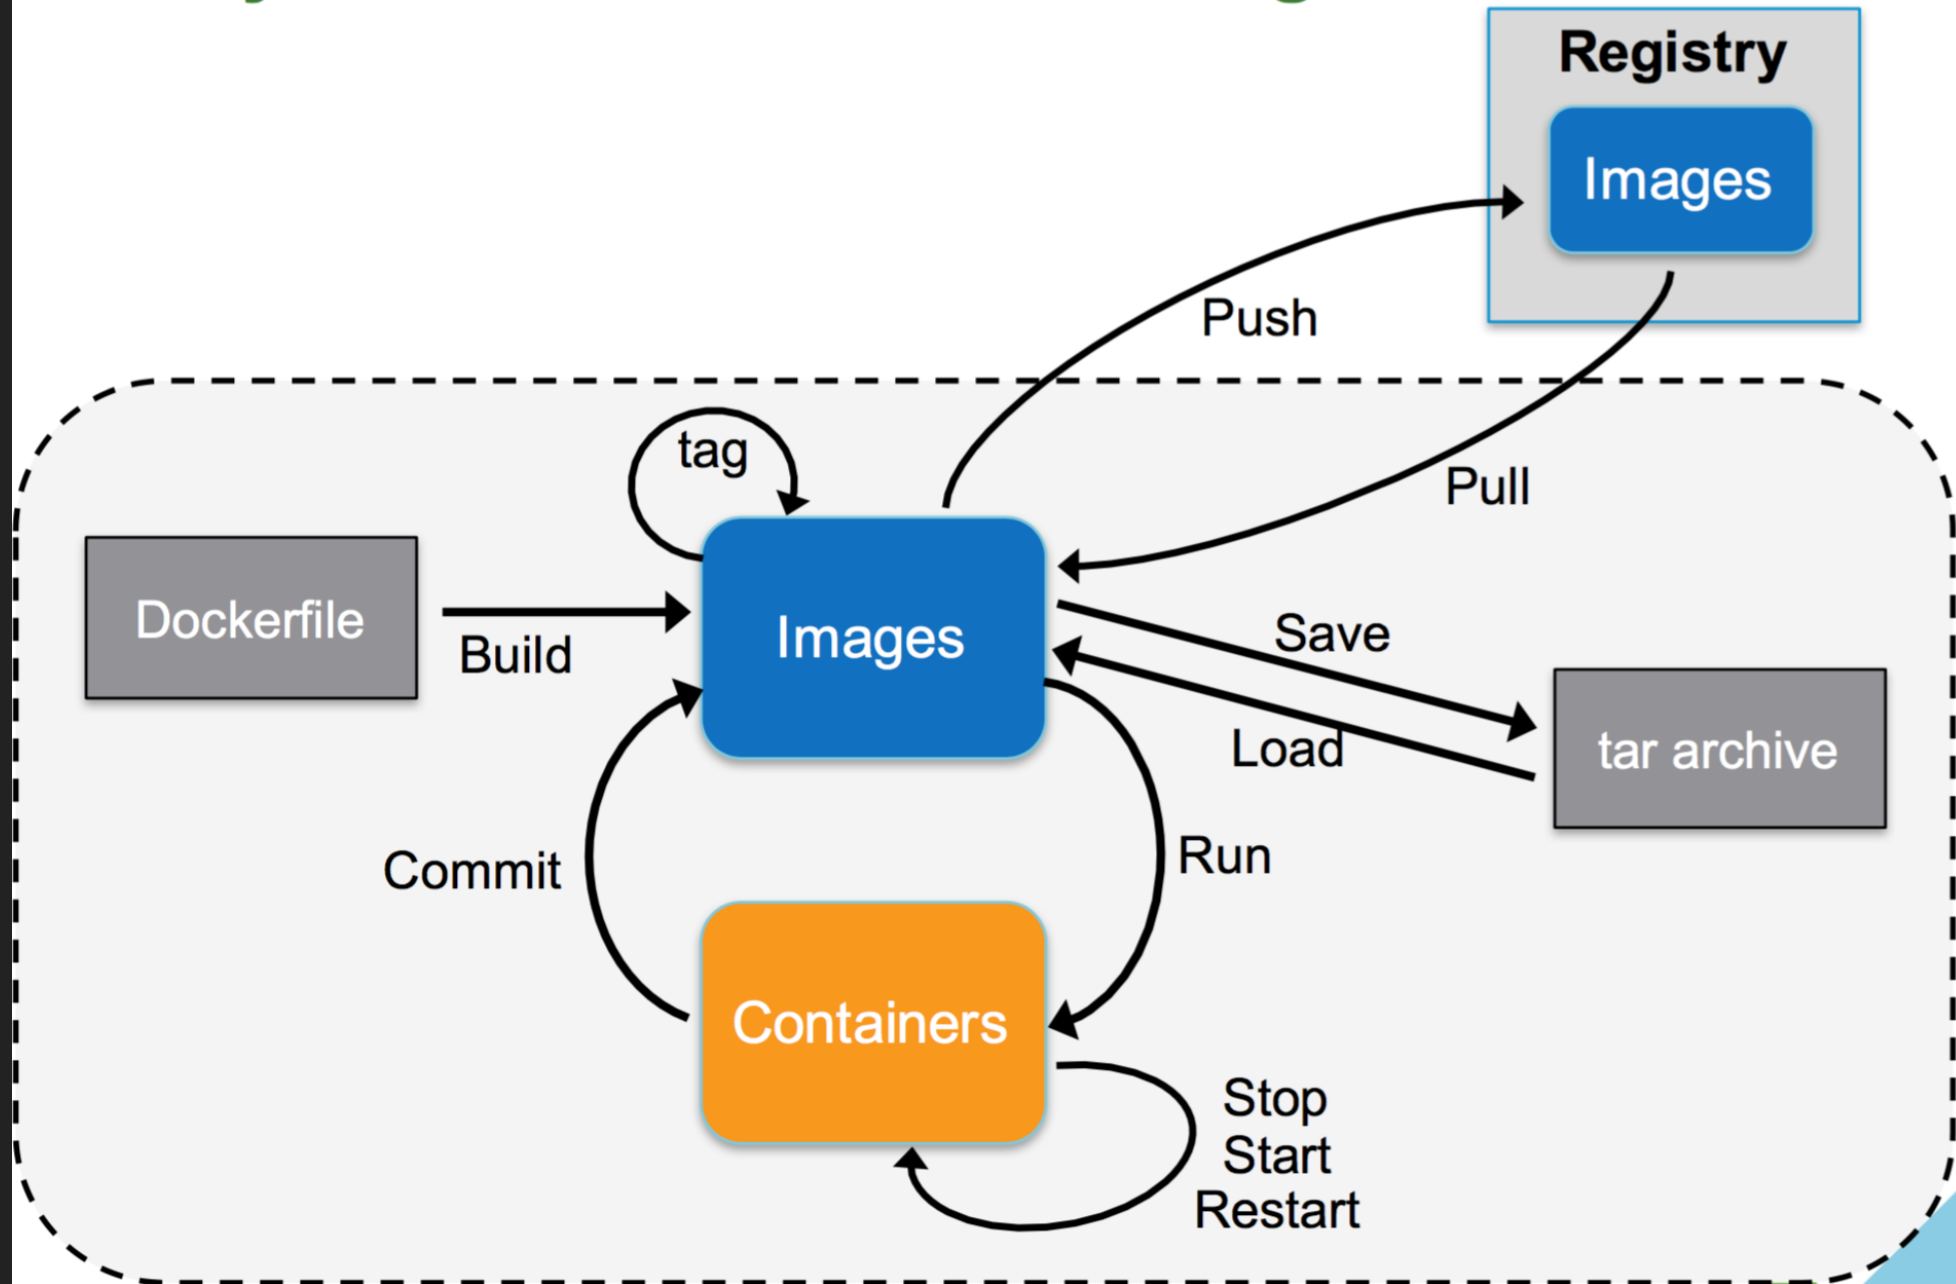 Registry
Images
Push
Pull
tag
Dockerfile
Build
Images
Save
Load
tar archive
Commit
Run
Containers
Stop
Start
Restart